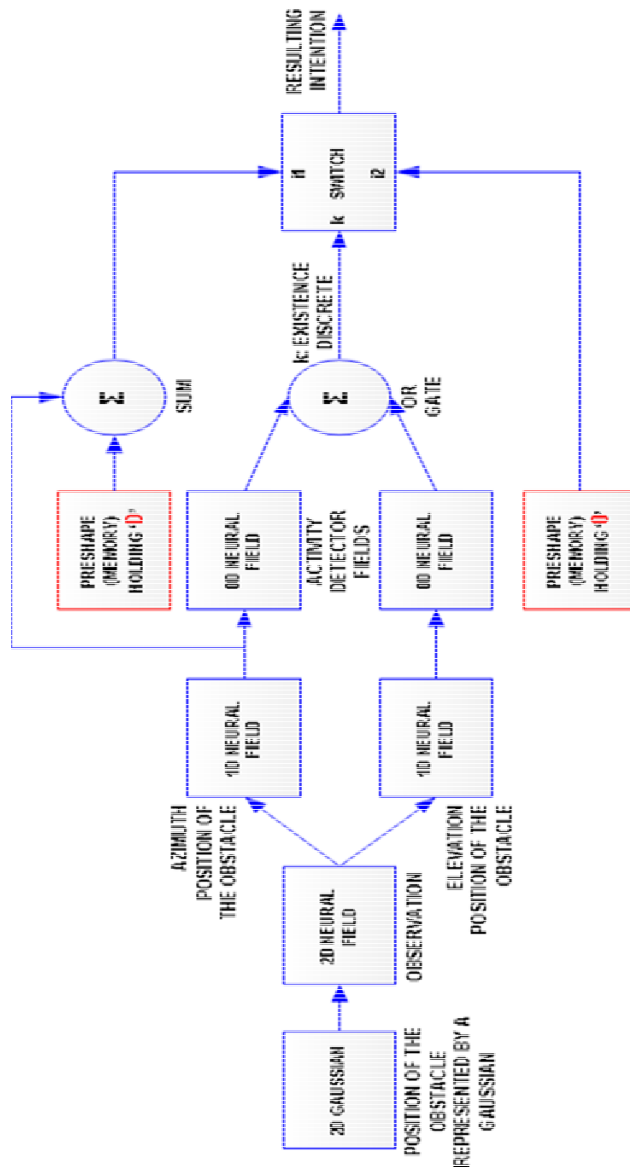 2D GAUSSIAN
POSITION OF THE
OBSTACLE
REPRESENTED BY A
GAUSSIAN
2D NEURAL
FIELD
OBSERVATION
AZIMUTH
POSITION OF
THE OBSTACLE
1D NEURAL
FIELD
1D NEURAL
FIELD
ELEVATION
POSITION OF THE
OBSTACLE
PRESHAPE
(MEMORY)
HOLDING 'D'
0D NEURAL
FIELD
ACTIVITY
DETECTOR
FIELDS
0D NEURAL
FIELD
PRESHAPE
(MEMORY)
HOLDING '0'
Σ
SUM
Σ
OR
GATE
k: EXISTENCE
DISCRETE
i1
k SWITCH
i2
RESULTING
INTENTION